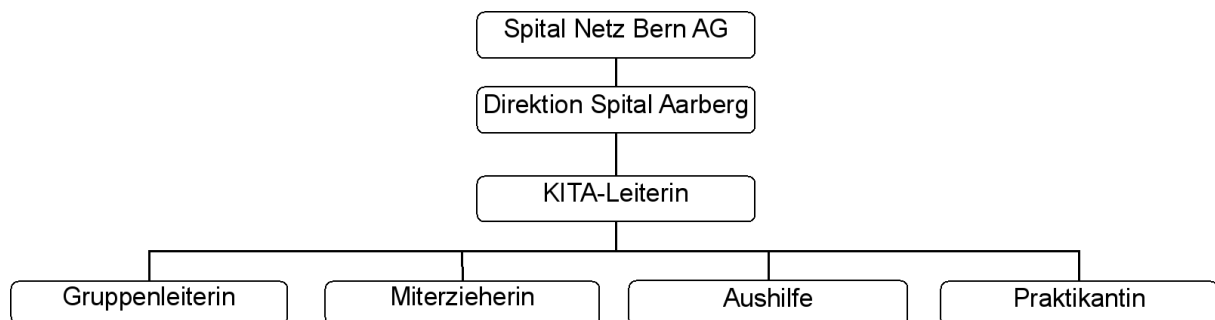 Spital Netz Bern AG
Direktion Spital Aarberg
KITA-Leiterin
Gruppenleiterin
Miterzieherin
Aushilfe
Praktikantin